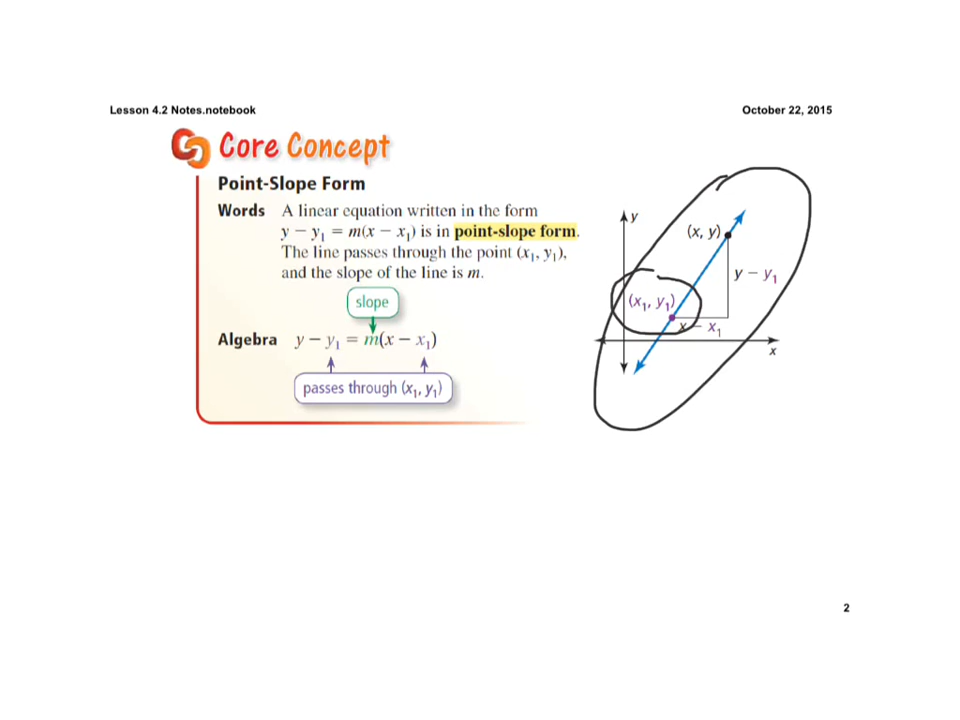 Lesson 4.2 Notes.notebook
October 22, 2015
Core Concept
Point-Slope Form
Words A linear equation written in the form
y − y₁ = m(x − x₁) is in point-slope form.
The line passes through the point (x₁, y₁),
and the slope of the line is m.
slope
Algebra y − y₁ = m(x − x₁)
passes through (x₁, y₁)
y
(x, y)
y − y₁
(x₁, y₁)
x − x₁
x
2